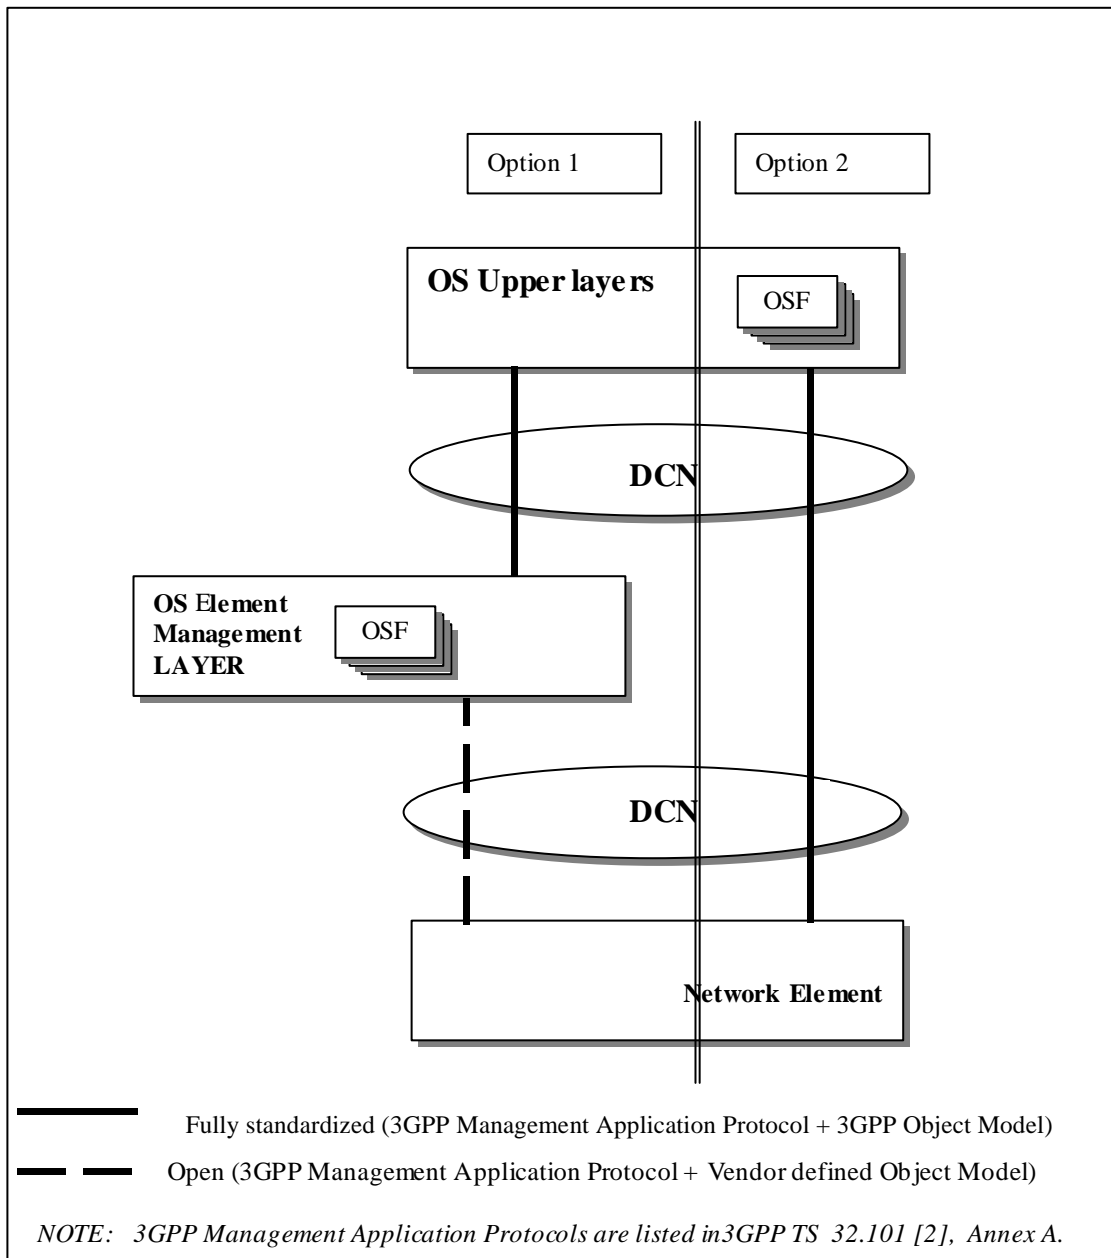 Option 1
Option 2
OS Upper layers
OSF
DCN
OS Element
Management
LAYER
OSF
DCN
Network Element
Fully standardized (3GPP Management Application Protocol + 3GPP Object Model)
Open (3GPP Management Application Protocol + Vendor defined Object Model)
NOTE: 3GPP Management Application Protocols are listed in3GPP TS 32.101 [2], Annex A.